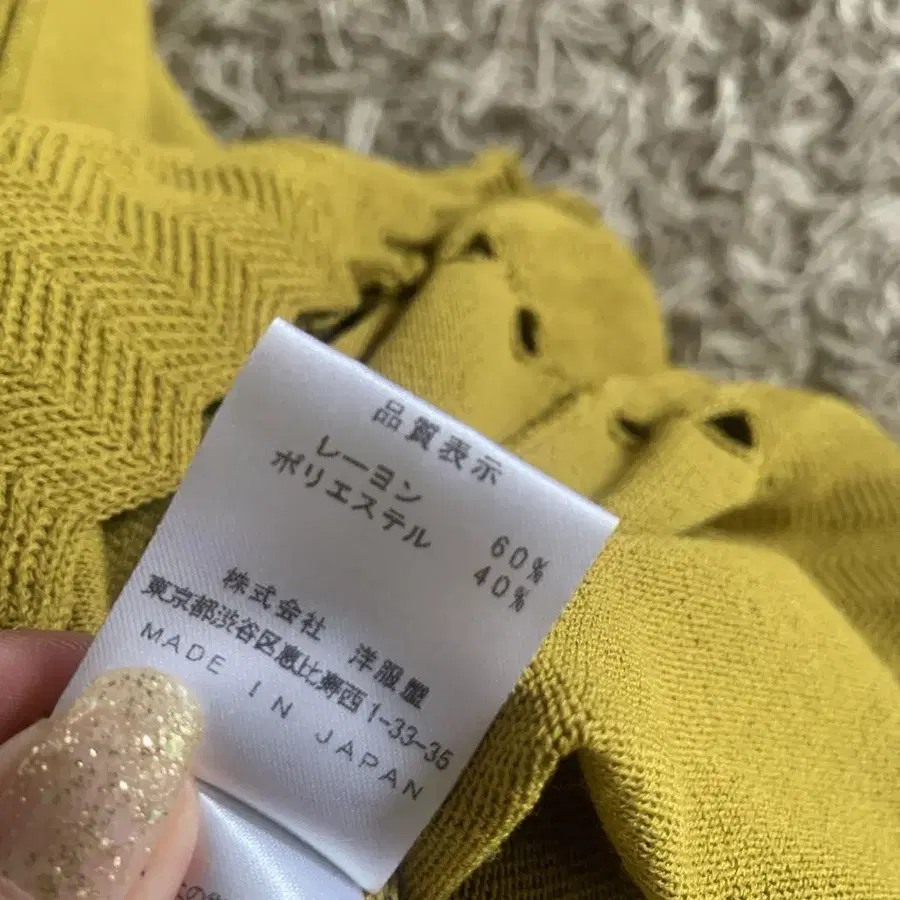 品質表示
レーヨン 60%
ポリエステル 40%
株式会社 洋服盟
東京都渋谷区恵比寿西1-33-35
MADE IN JAPAN